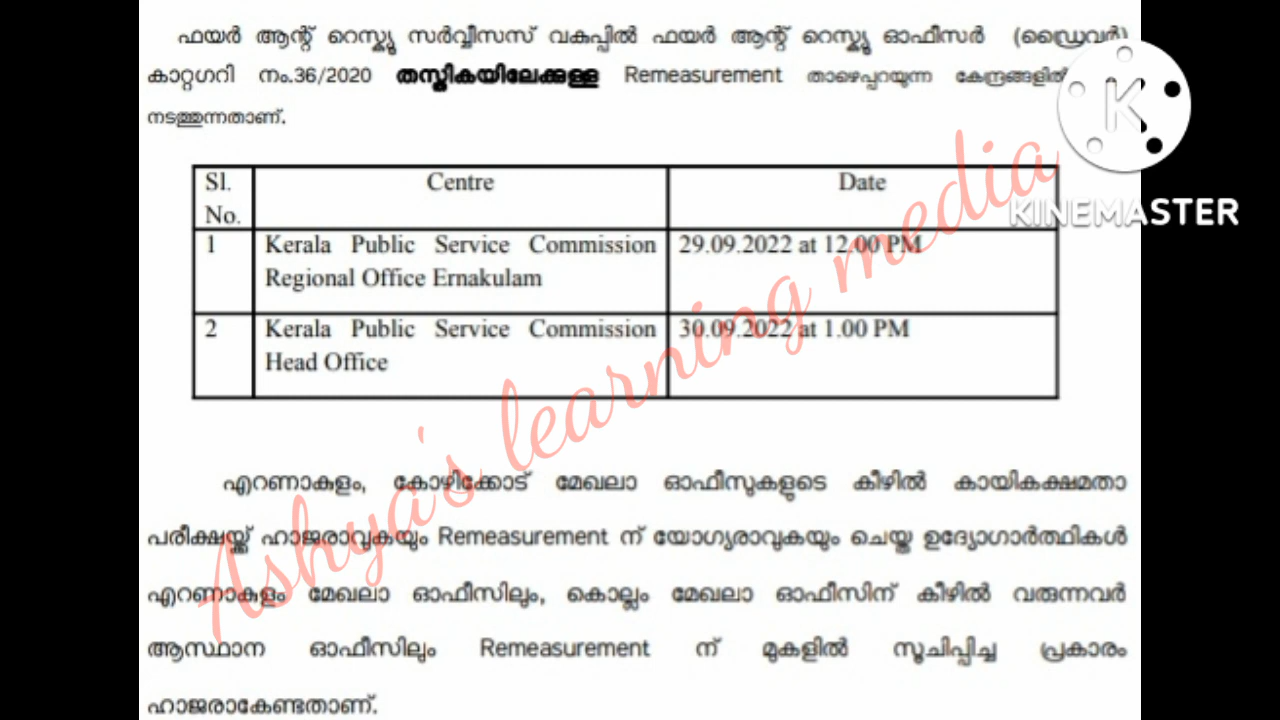 ഫയർ ആന്റ് റെസ്ക്യൂ സർവ്വീസസ് വകുപ്പിൽ ഫയർ ആന്റ് റെസ്ക്യൂ ഓഫീസർ (ഡ്രൈവർ)
കാറ്റഗറി നം.36/2020 തസ്തികയിലേക്കുള്ള Remeasurement താഴെപ്പറയുന്ന കേന്ദ്രങ്ങളിൽ
നടത്തുന്നതാണ്.
Sl. No. Centre Date
1 Kerala Public Service Commission 29.09.2022 at 12.00 PM
Regional Office Ernakulam
2 Kerala Public Service Commission 30.09.2022 at 1.00 PM
Head Office
എറണാകുളം, കോഴിക്കോട് മേഖലാ ഓഫീസുകളുടെ കീഴിൽ കായികക്ഷമതാ
പരീക്ഷയ്ക്ക് ഹാജരാവുകയും Remeasurement ന് യോഗ്യരാവുകയും ചെയ്ത ഉദ്യോഗാർത്ഥികൾ
എറണാകുളം മേഖലാ ഓഫീസിലും, കൊല്ലം മേഖലാ ഓഫീസിന് കീഴിൽ വരുന്നവർ
ആസ്ഥാന ഓഫീസിലും Remeasurement ന് മുകളിൽ സൂചിപ്പിച്ച പ്രകാരം
ഹാജരാകേണ്ടതാണ്.
Ashya's learning media
K
KINEMASTER